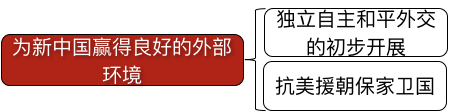 为新中国赢得良好的外部
环境
独立自主和平外交
的初步开展
抗美援朝保家卫国